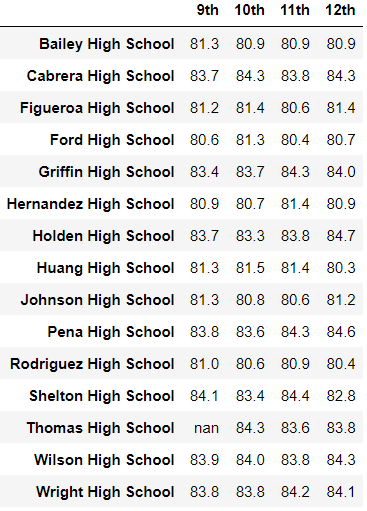 9th 10th 11th 12th
Bailey High School 81.3 80.9 80.9 80.9
Cabrera High School 83.7 84.3 83.8 84.3
Figueroa High School 81.2 81.4 80.6 81.4
Ford High School 80.6 81.3 80.4 80.7
Griffin High School 83.4 83.7 84.3 84.0
Hernandez High School 80.9 80.7 81.4 80.9
Holden High School 83.7 83.3 83.8 84.7
Huang High School 81.3 81.5 81.4 80.3
Johnson High School 81.3 80.8 80.6 81.2
Pena High School 83.8 83.6 84.3 84.6
Rodriguez High School 81.0 80.6 80.9 80.4
Shelton High School 84.1 83.4 84.4 82.8
Thomas High School nan 84.3 83.6 83.8
Wilson High School 83.9 84.0 83.8 84.3
Wright High School 83.8 83.8 84.2 84.1